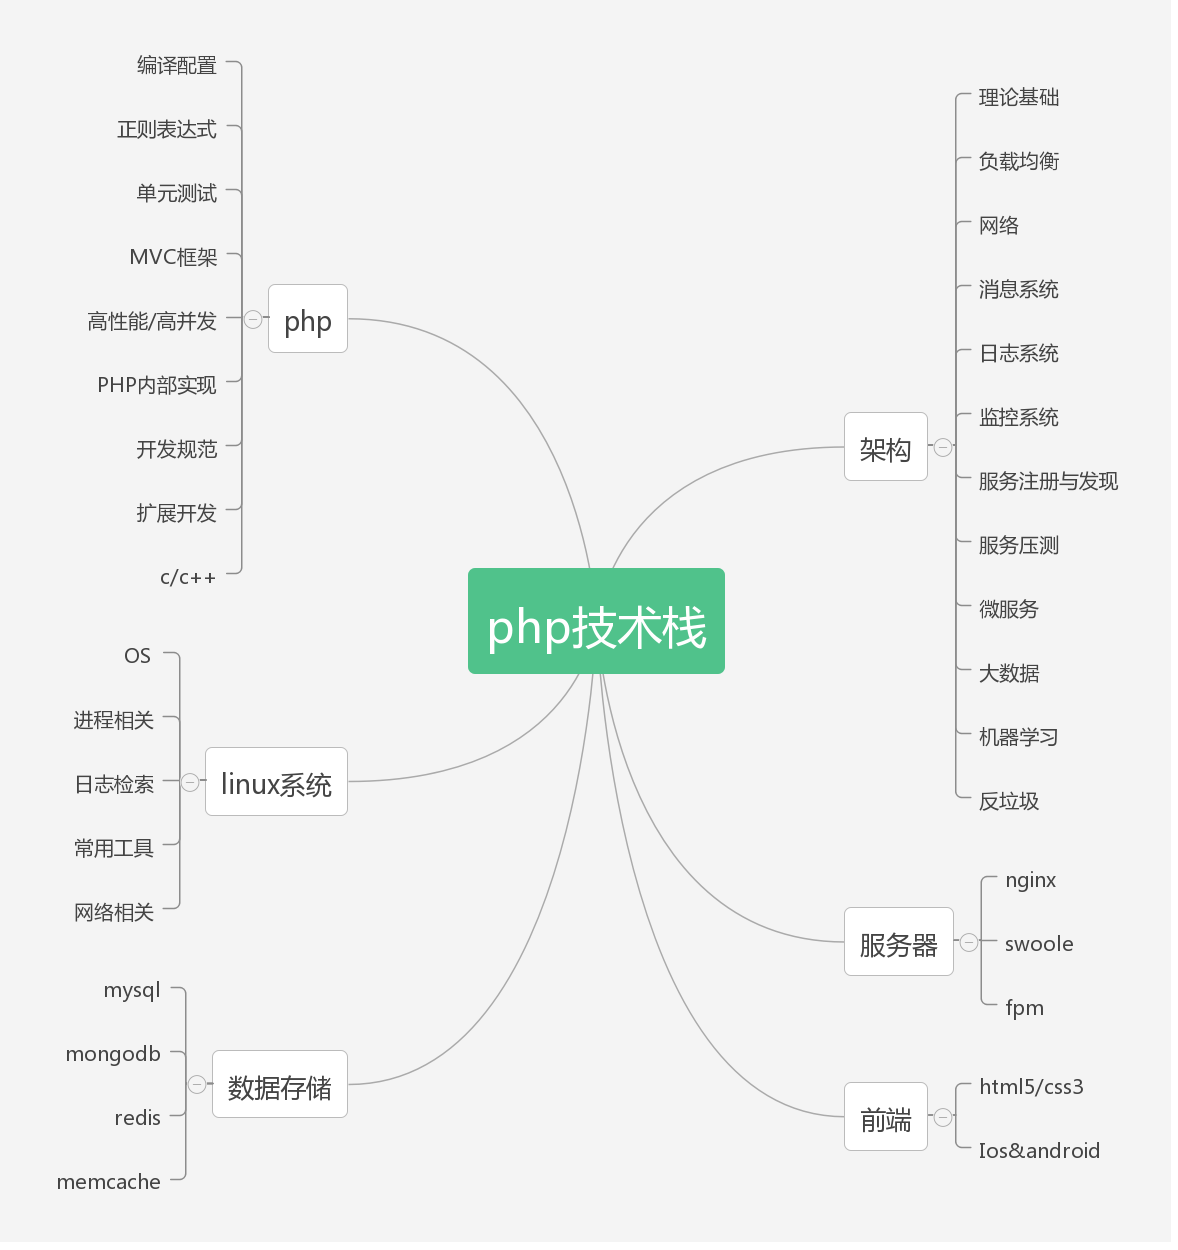 php技术栈
php
编译配置
正则表达式
单元测试
MVC框架
高性能/高并发
PHP内部实现
开发规范
扩展开发
c/c++
linux系统
OS
进程相关
日志检索
常用工具
网络相关
数据存储
mysql
mongodb
redis
memcache
架构
理论基础
负载均衡
网络
消息系统
日志系统
监控系统
服务注册与发现
服务压测
微服务
大数据
机器学习
反垃圾
服务器
nginx
swoole
fpm
前端
html5/css3
Ios&android